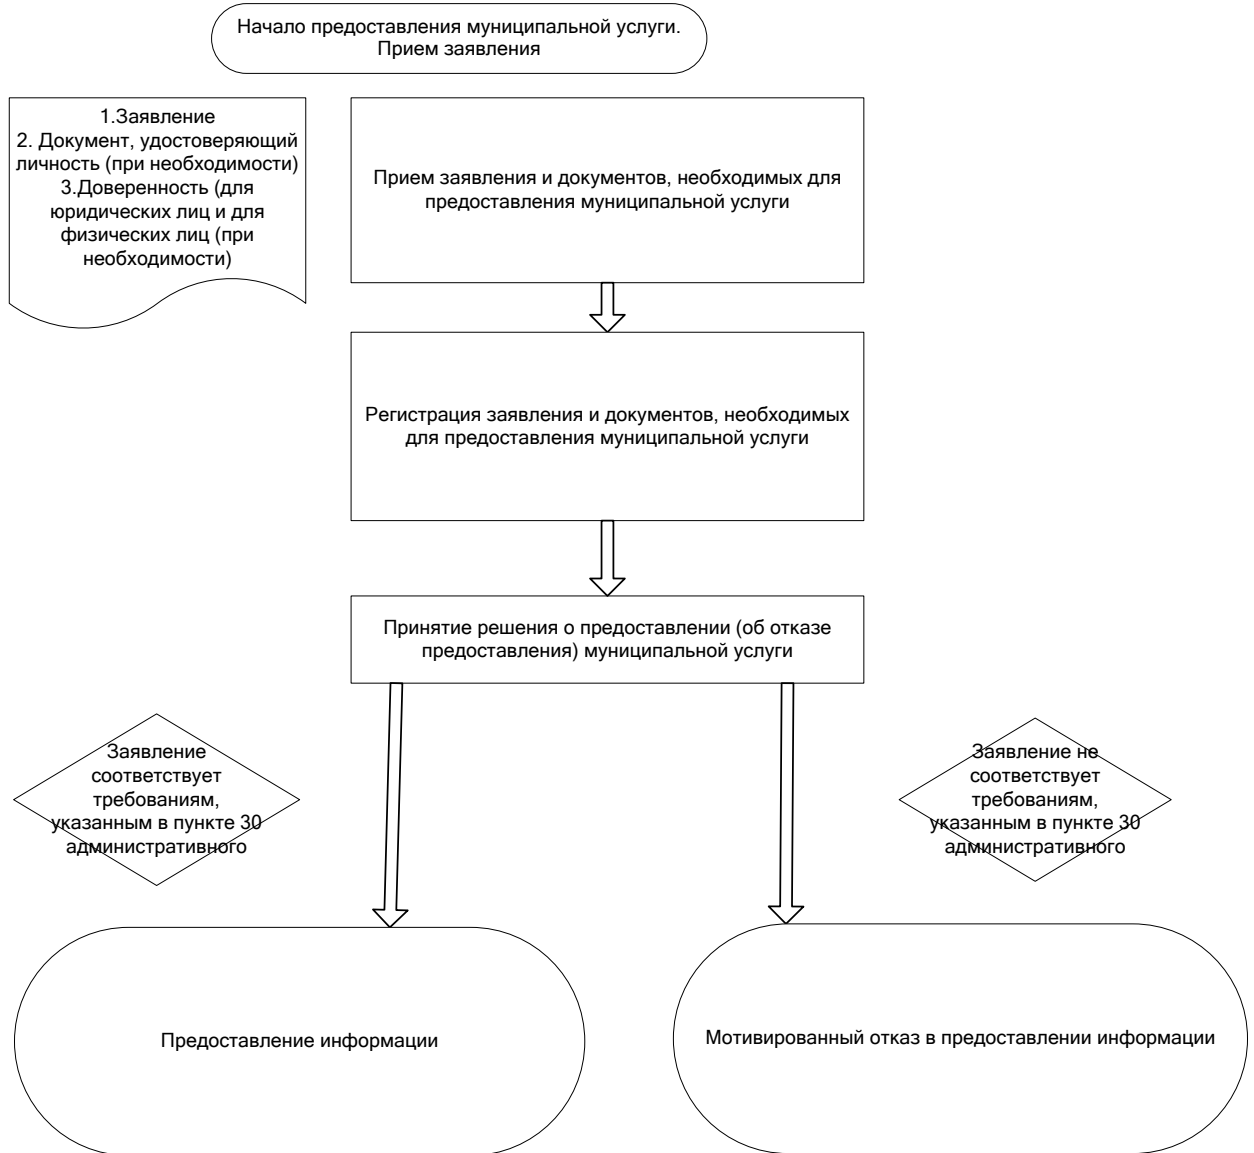 Начало предоставления муниципальной услуги.
Прием заявления
1.Заявление
2. Документ, удостоверяющий
личность (при необходимости)
3.Доверенность (для
юридических лиц и для
физических лиц (при
необходимости)
Прием заявления и документов, необходимых для
предоставления муниципальной услуги
Регистрация заявления и документов, необходимых
для предоставления муниципальной услуги
Принятие решения о предоставлении (об отказе
предоставления) муниципальной услуги
Заявление
соответствует
требованиям,
указанным в пункте 30
административного
Заявление не
соответствует
требованиям,
указанным в пункте 30
административного
Предоставление информации
Мотивированный отказ в предоставлении информации